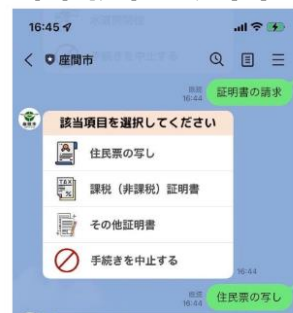 16:45
座間市
既読
16:44
証明書の請求
該当項目を選択してください
住民票の写し
TAX
%
課税（非課税）証明書
その他証明書
手続きを中止する
16:44
既読
16:44
住民票の写し